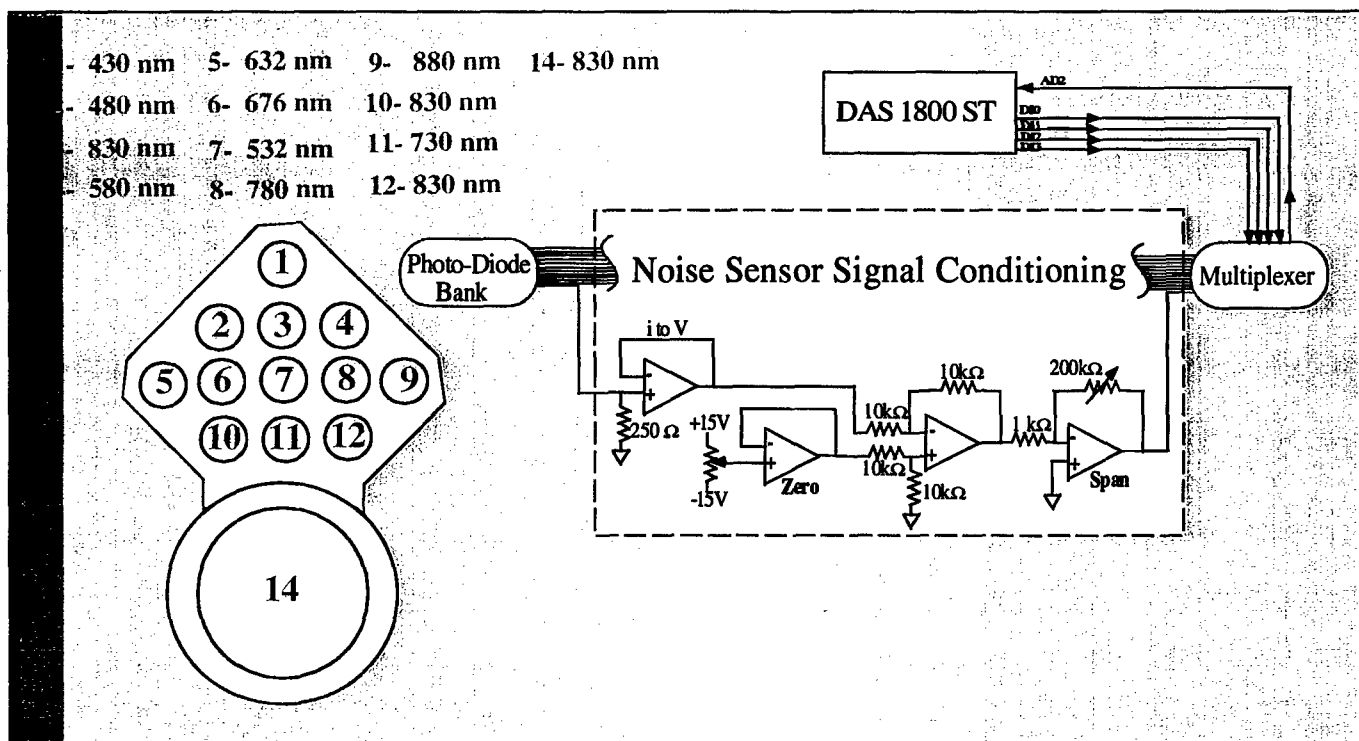 - 430 nm 5- 632 nm 9- 880 nm 14- 830 nm
- 480 nm 6- 676 nm 10- 830 nm
- 830 nm 7- 532 nm 11- 730 nm
- 580 nm 8- 780 nm 12- 830 nm
DAS 1800 ST
AD2
1
2 3 4
5 6 7 8 9
10 11 12
14
Photo-Diode
Bank
Noise Sensor Signal Conditioning
Multiplexer
i to V
250 Ω
+15V
-15V
Zero
10kΩ
10kΩ
10kΩ
10kΩ
1 kΩ
200kΩ
Span